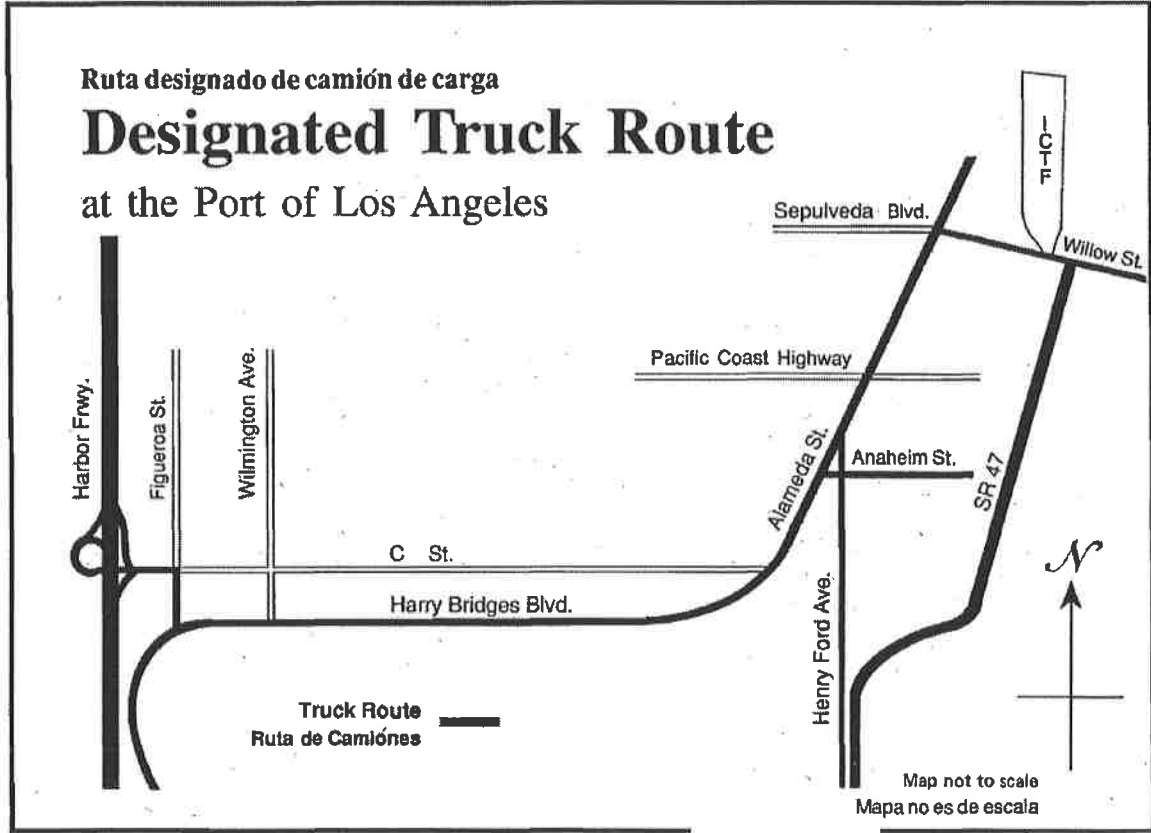 Ruta designado de camión de carga
Designated Truck Route
at the Port of Los Angeles
ICTF
Sepulveda Blvd.
Willow St.
Pacific Coast Highway
Harbor Frwy.
Figueroa St.
Wilmington Ave.
Alameda St.
Anaheim St.
SR 47
C St.
Harry Bridges Blvd.
Henry Ford Ave.
N
Truck Route
Ruta de Camiónes
Map not to scale
Mapa no es de escala